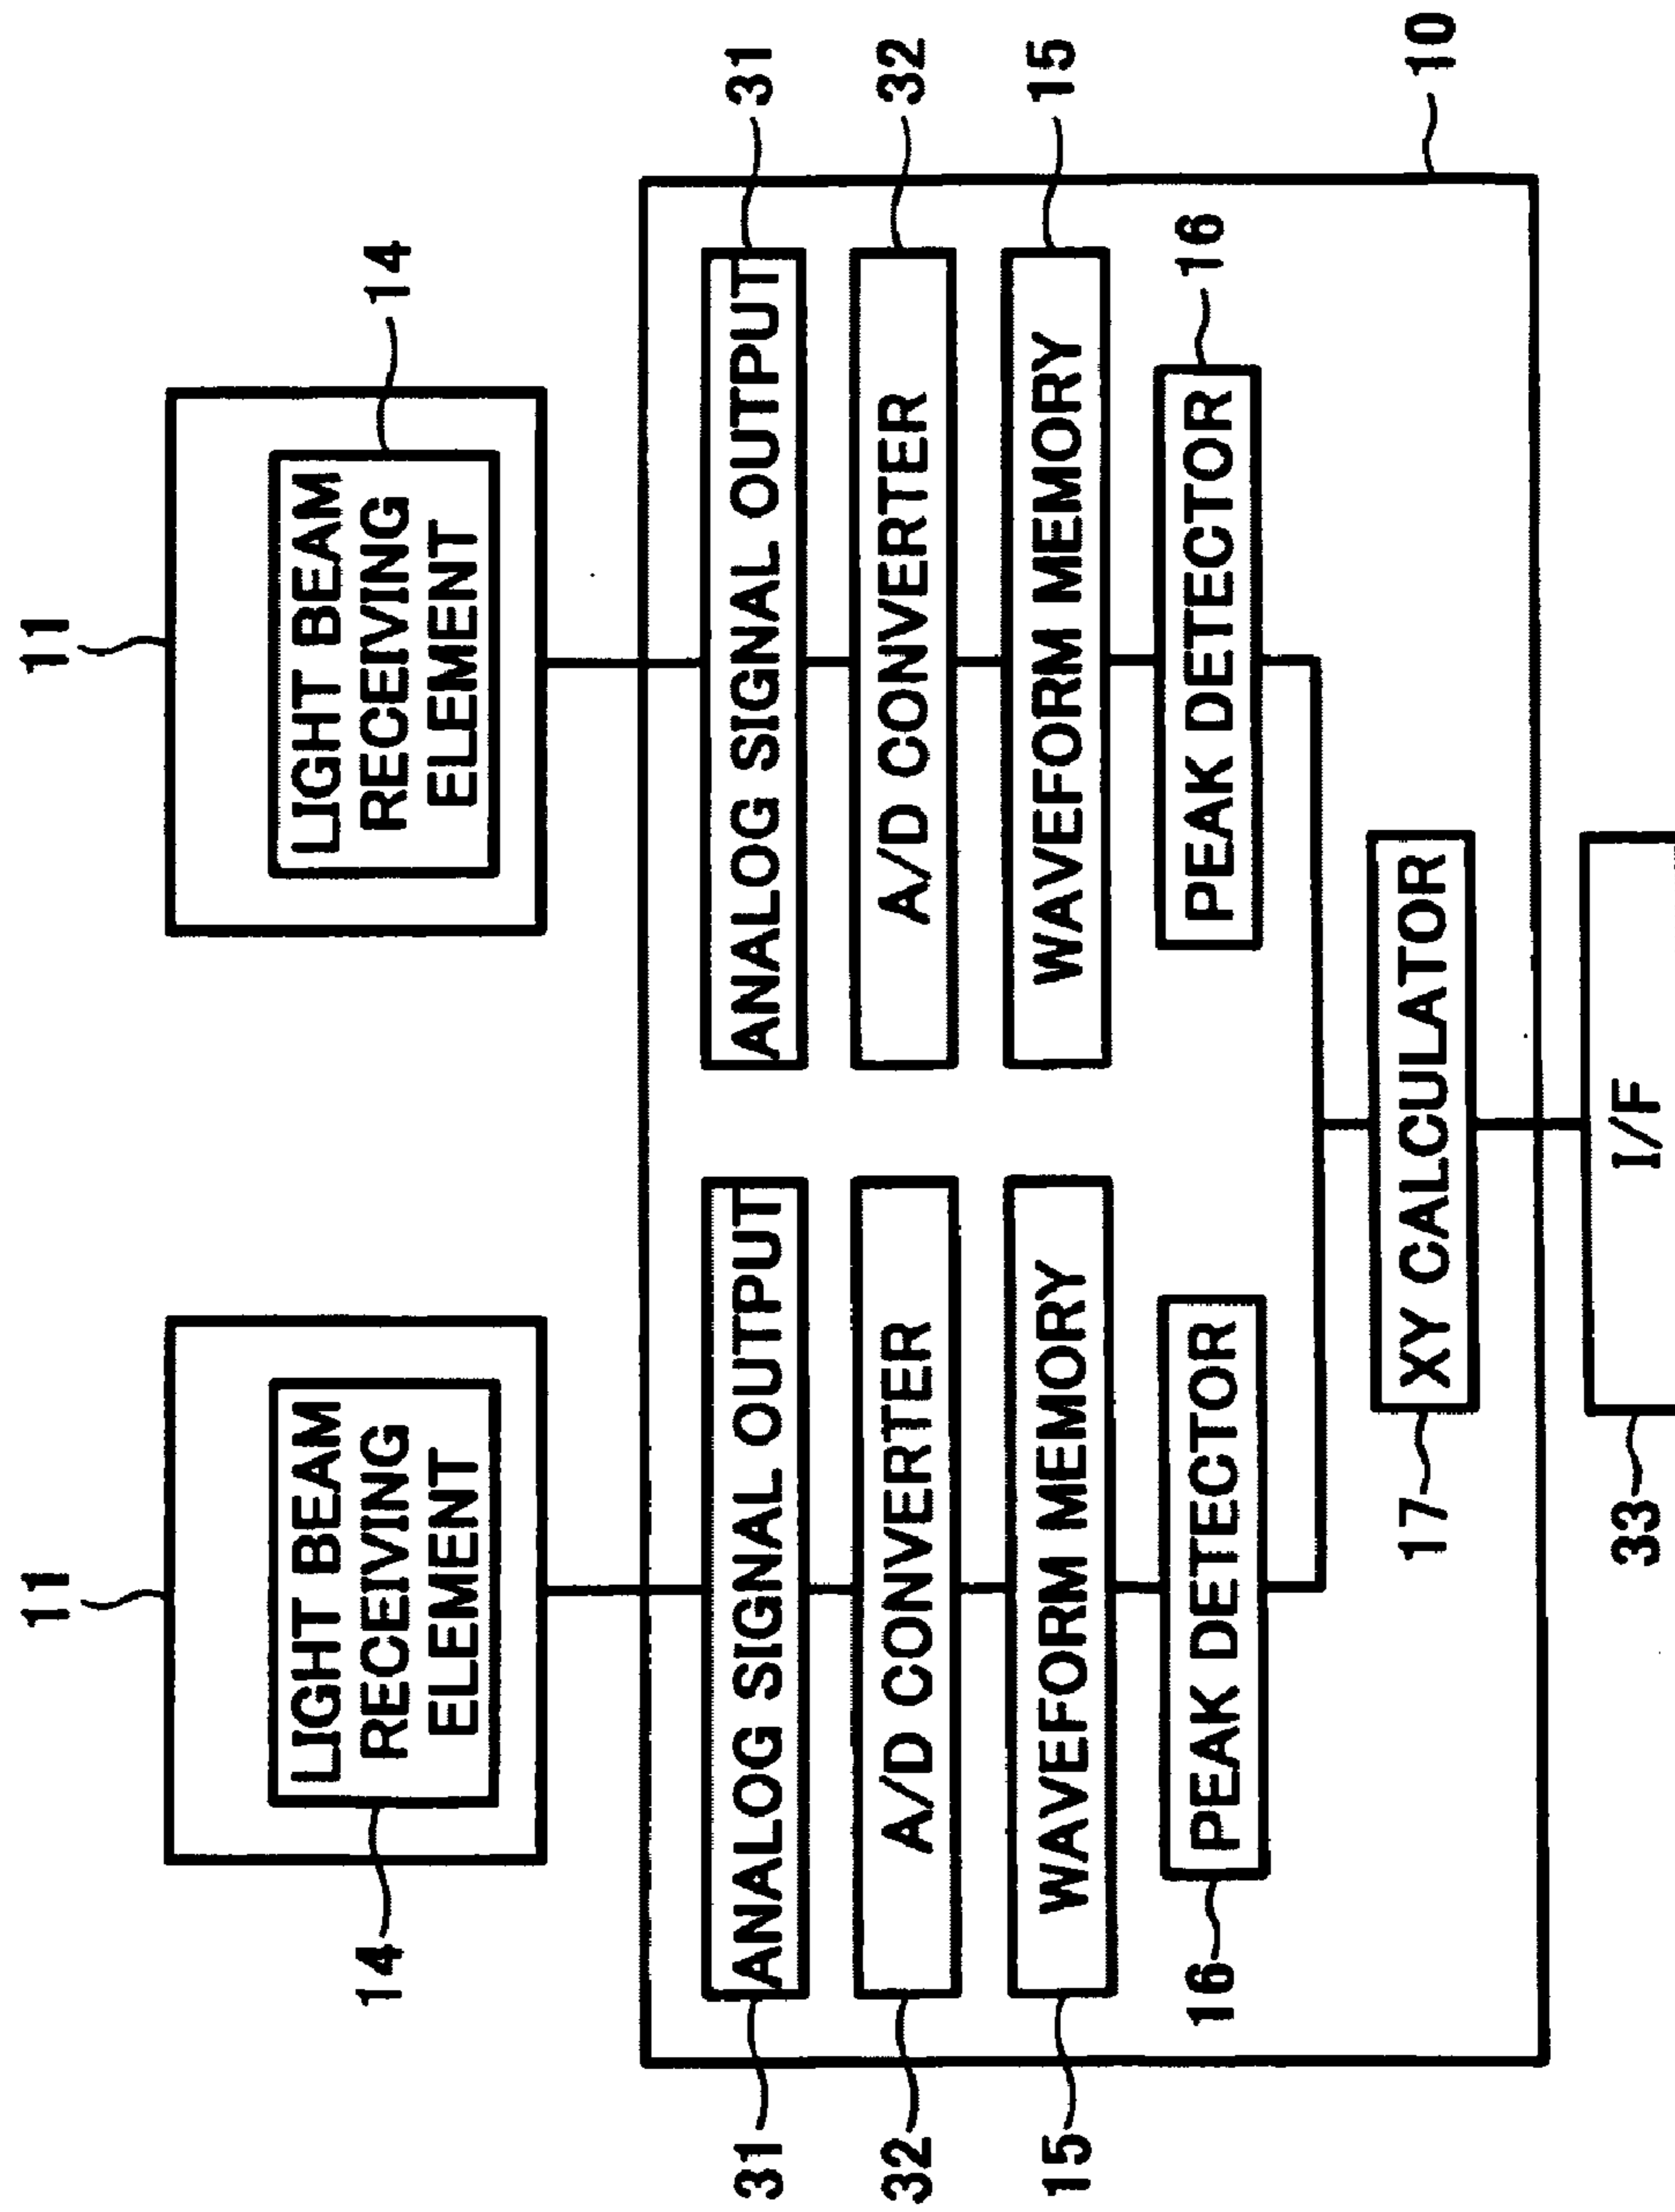 11
11
LIGHT BEAM
RECEIVING
ELEMENT
14
LIGHT BEAM
RECEIVING
ELEMENT
14
31
ANALOG SIGNAL OUTPUT
ANALOG SIGNAL OUTPUT
31
32
A/D CONVERTER
A/D CONVERTER
32
15
WAVEFORM MEMORY
WAVEFORM MEMORY
15
16
PEAK DETECTOR
PEAK DETECTOR
16
17
XY CALCULATOR
10
33
I/F